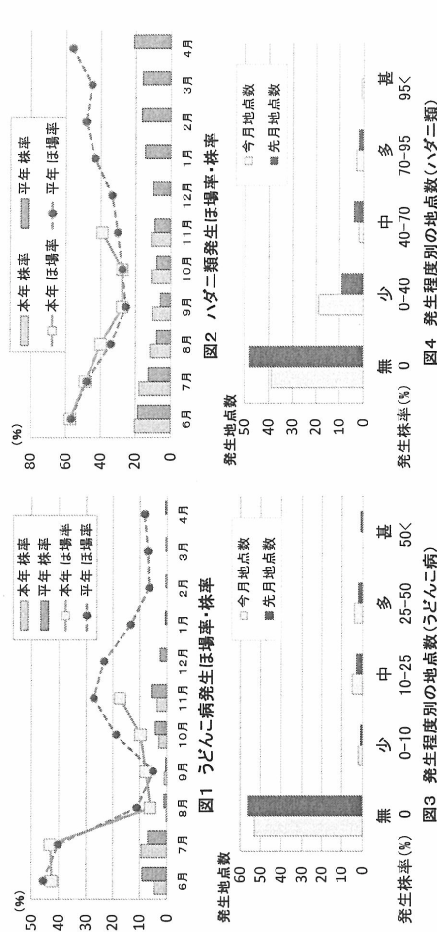 (%)
50
40
30
20
10
0
本年 株率
平年 株率
本年 ほ場率
平年 ほ場率
6月 7月 8月 9月 10月 11月 12月 1月 2月 3月 4月
図1 うどんこ病発生ほ場率・株率
(%)
80
60
40
20
0
本年 株率 平年 株率
本年 ほ場率 平年 ほ場率
6月 7月 8月 9月 10月 11月 12月 1月 2月 3月 4月
図2 ハダニ類発生ほ場率・株率
発生地点数
60
50
40
30
20
10
0
今月地点数
先月地点数
無 少 中 多 甚
発生株率(%) 0 0-10 10-25 25-50 50<
図3 発生程度別の地点数(うどんこ病)
発生地点数
50
40
30
20
10
0
今月地点数
先月地点数
無 少 中 多 甚
発生株率(%) 0 0-40 40-70 70-95 95<
図4 発生程度別の地点数(ハダニ類)